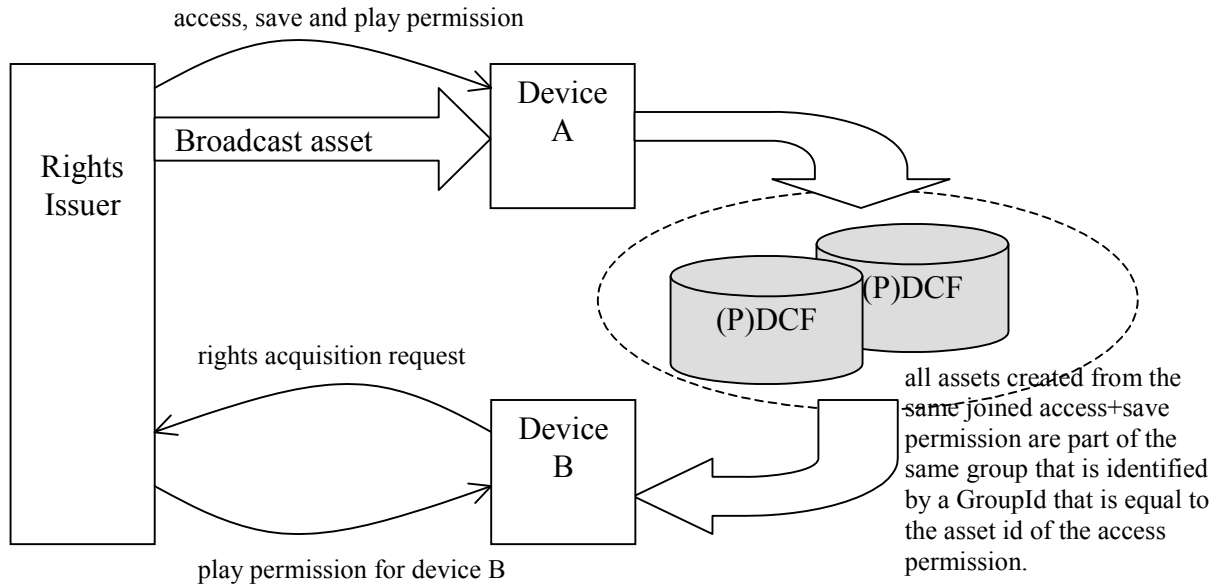 access, save and play permission
Device
A
Broadcast asset
Rights
Issuer
(P)DCF
(P)DCF
rights acquisition request
Device
B
all assets created from the
same joined access+save
permission are part of the
same group that is identified
by a GroupId that is equal to
the asset id of the access
permission.
play permission for device B